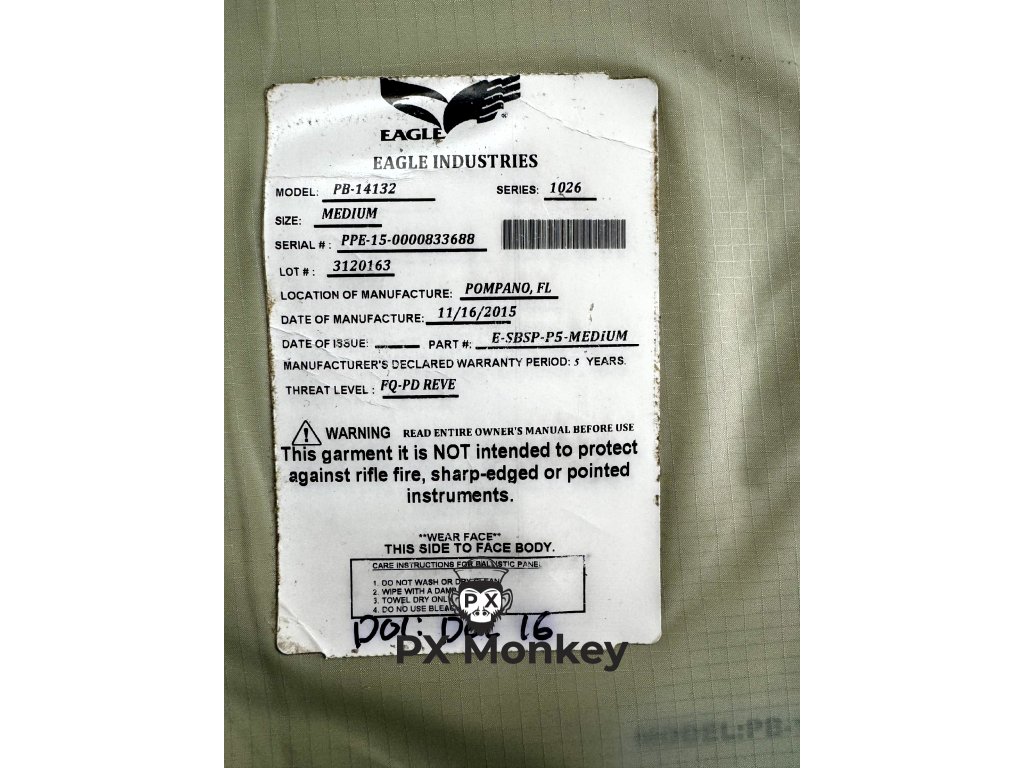 EAGLE
®
EAGLE INDUSTRIES
MODEL: PB-14132 SERIES: 1026
SIZE: MEDIUM
SERIAL #: PPE-15-0000833688
LOT #: 3120163
LOCATION OF MANUFACTURE: POMPANO, FL
DATE OF MANUFACTURE: 11/16/2015
DATE OF ISSUE: PART #: E-SBSP-P5-MEDIUM
MANUFACTURER'S DECLARED WARRANTY PERIOD: 5 YEARS.
THREAT LEVEL: FQ-PD REVE
WARNING READ ENTIRE OWNER'S MANUAL BEFORE USE
This garment it is NOT intended to protect
against rifle fire, sharp-edged or pointed
instruments.
**WEAR FACE**
THIS SIDE TO FACE BODY.
CARE INSTRUCTIONS FOR BALLISTIC PANEL
1. DO NOT WASH OR DRY CLEAN
2. WIPE WITH A DAMP
3. TOWEL DRY ONLY
4. DO NO USE BLEACH
PX
DOI: DEC 16
PX Monkey
MODEL:PB-